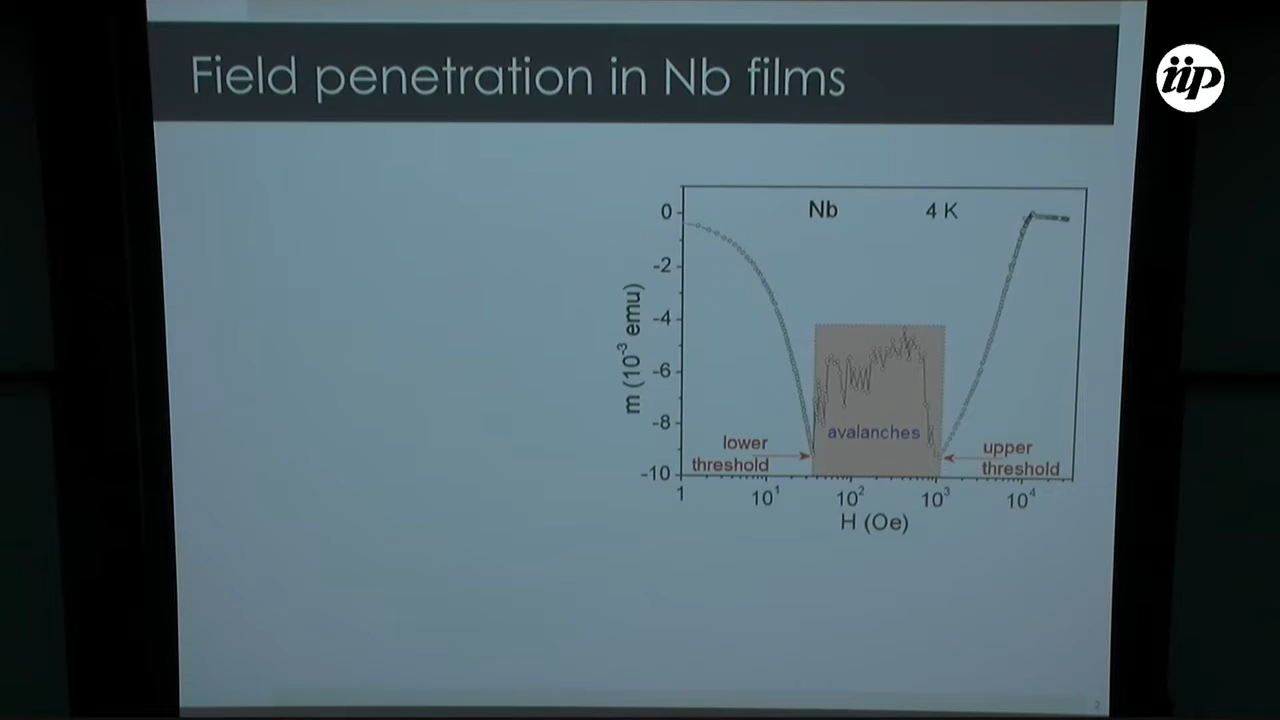 Field penetration in Nb films
iip
Nb 4 K
0
-2
-4
-6
-8
-10
m (10⁻³ emu)
avalanches
lower
threshold
upper
threshold
1 10¹ 10² 10³ 10⁴
H (Oe)
2